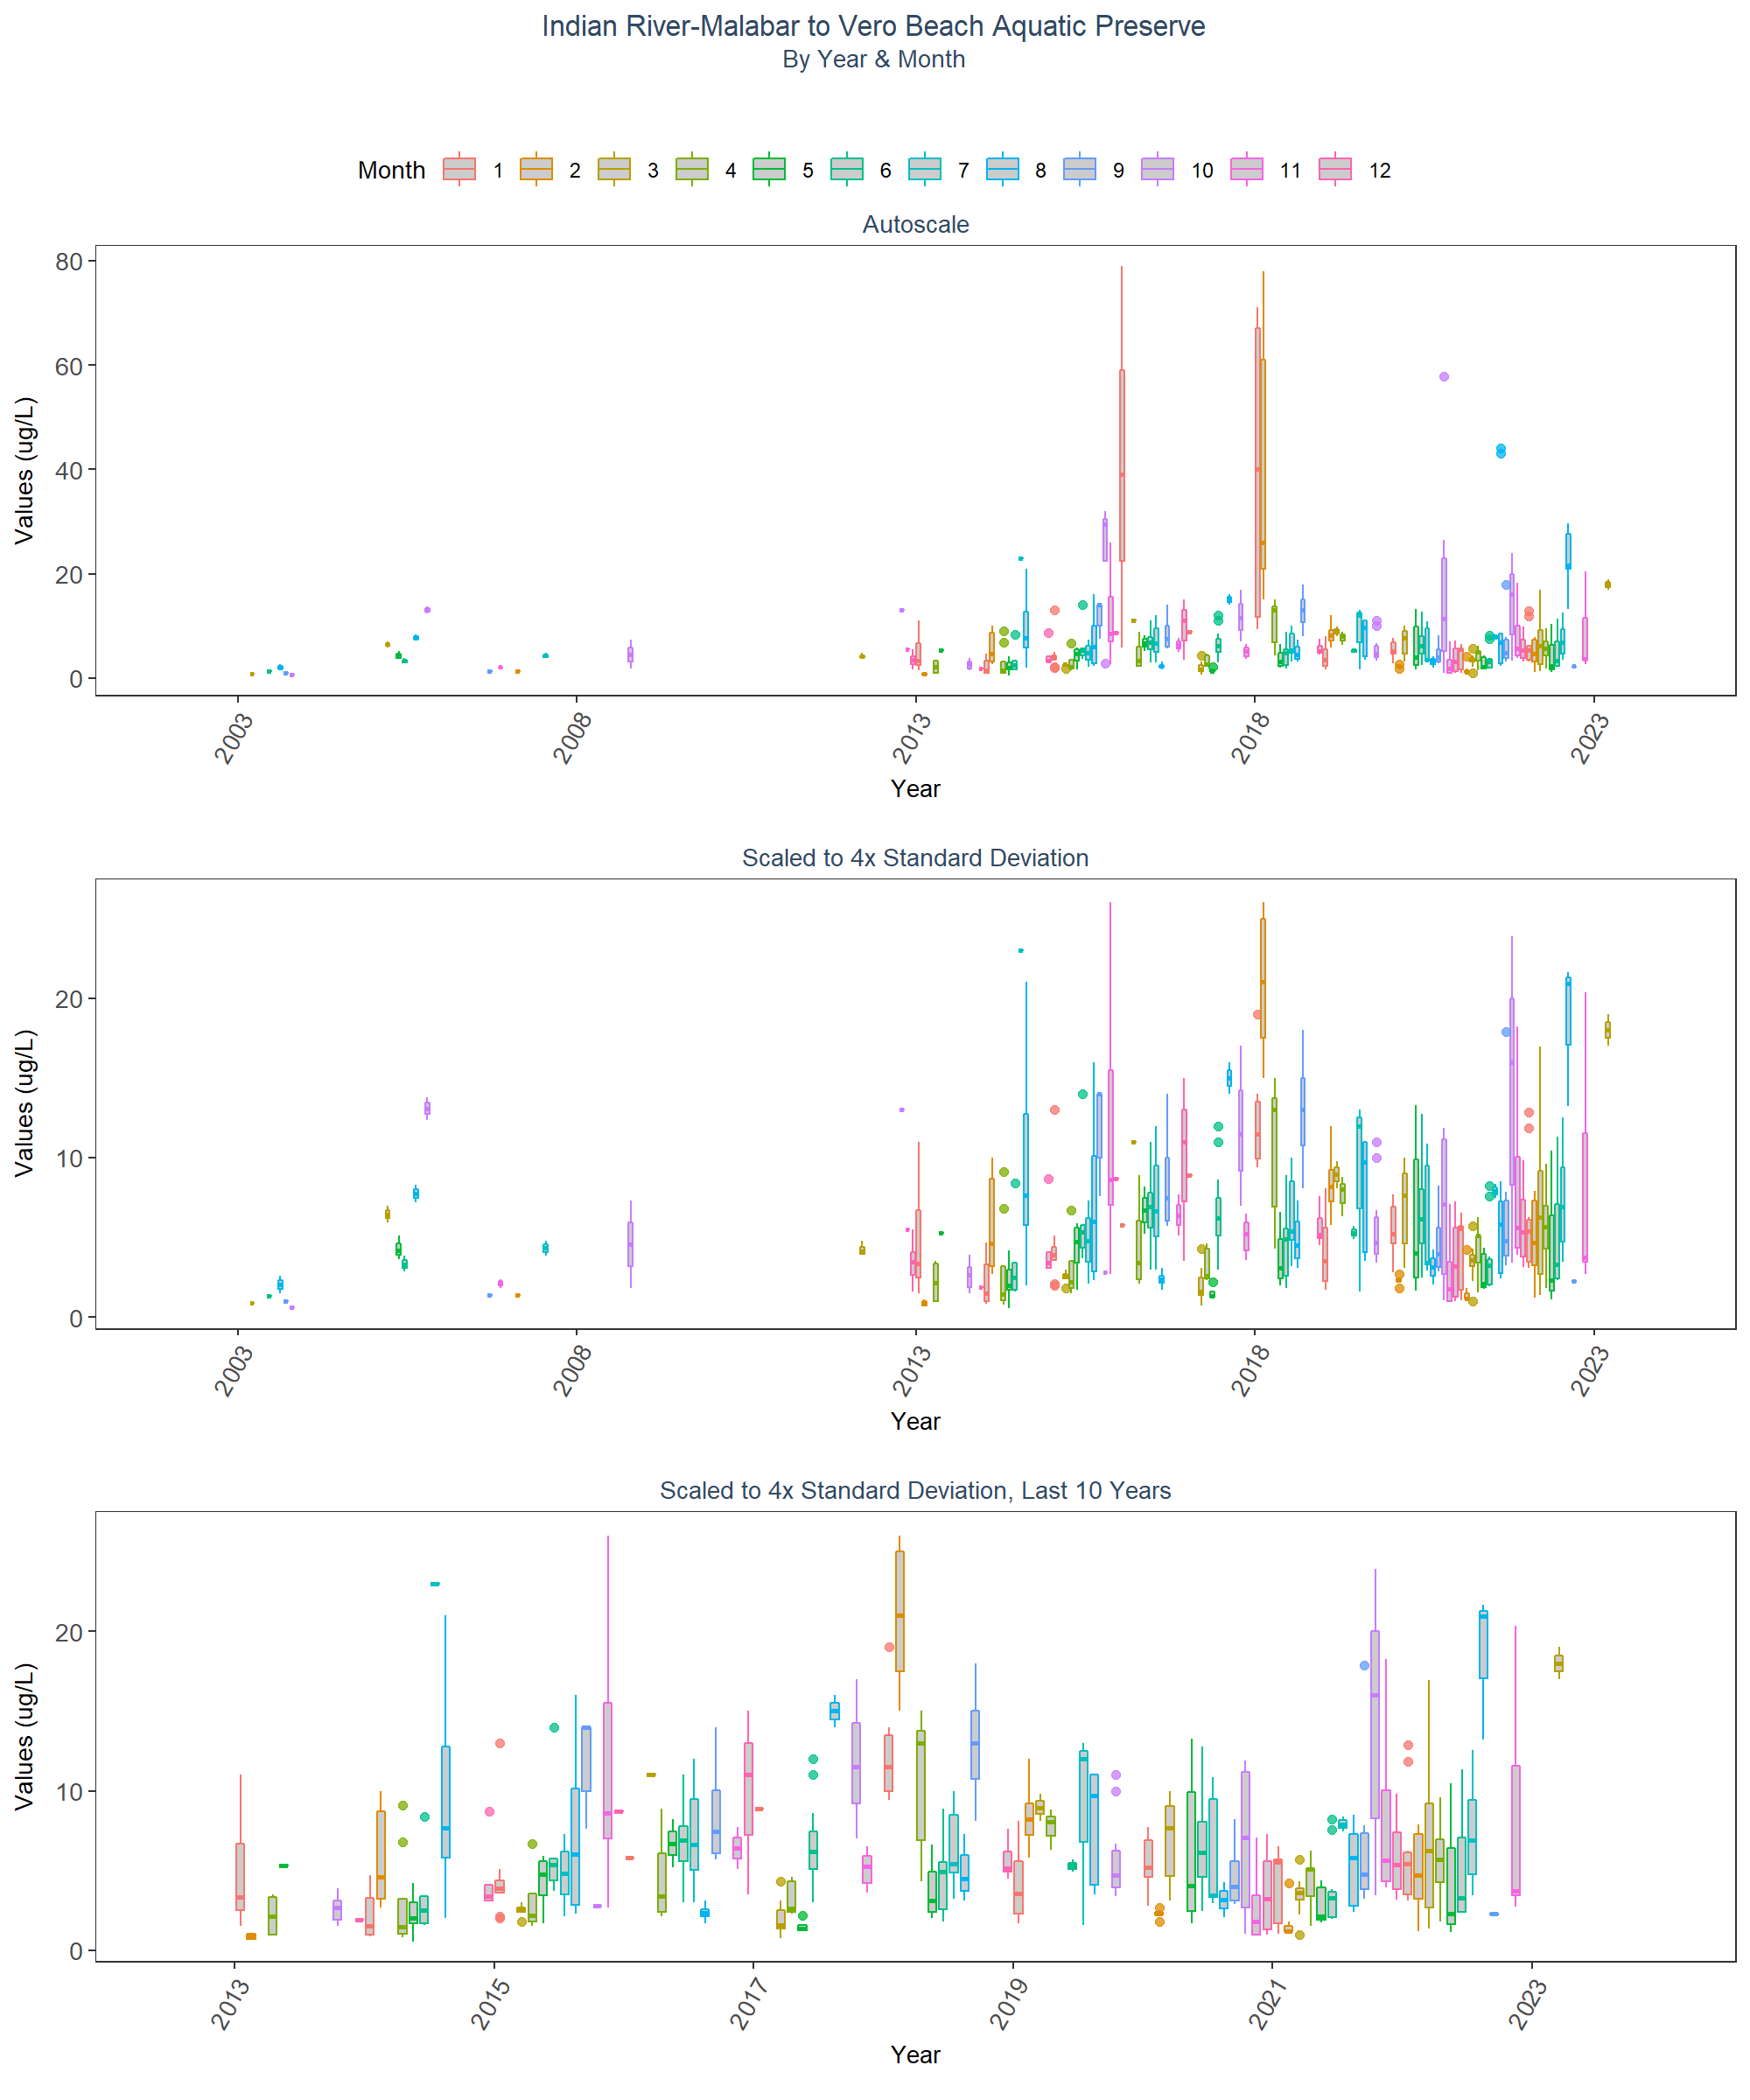 Indian River-Malabar to Vero Beach Aquatic Preserve
By Year & Month
Month 1 2 3 4 5 6 7 8 9 10 11 12
Autoscale
Values (ug/L)
80
60
40
20
0
2003 2008 2013 2018 2023
Year
Scaled to 4x Standard Deviation
Values (ug/L)
20
10
0
2003 2008 2013 2018 2023
Year
Scaled to 4x Standard Deviation, Last 10 Years
Values (ug/L)
20
10
0
2013 2015 2017 2019 2021 2023
Year